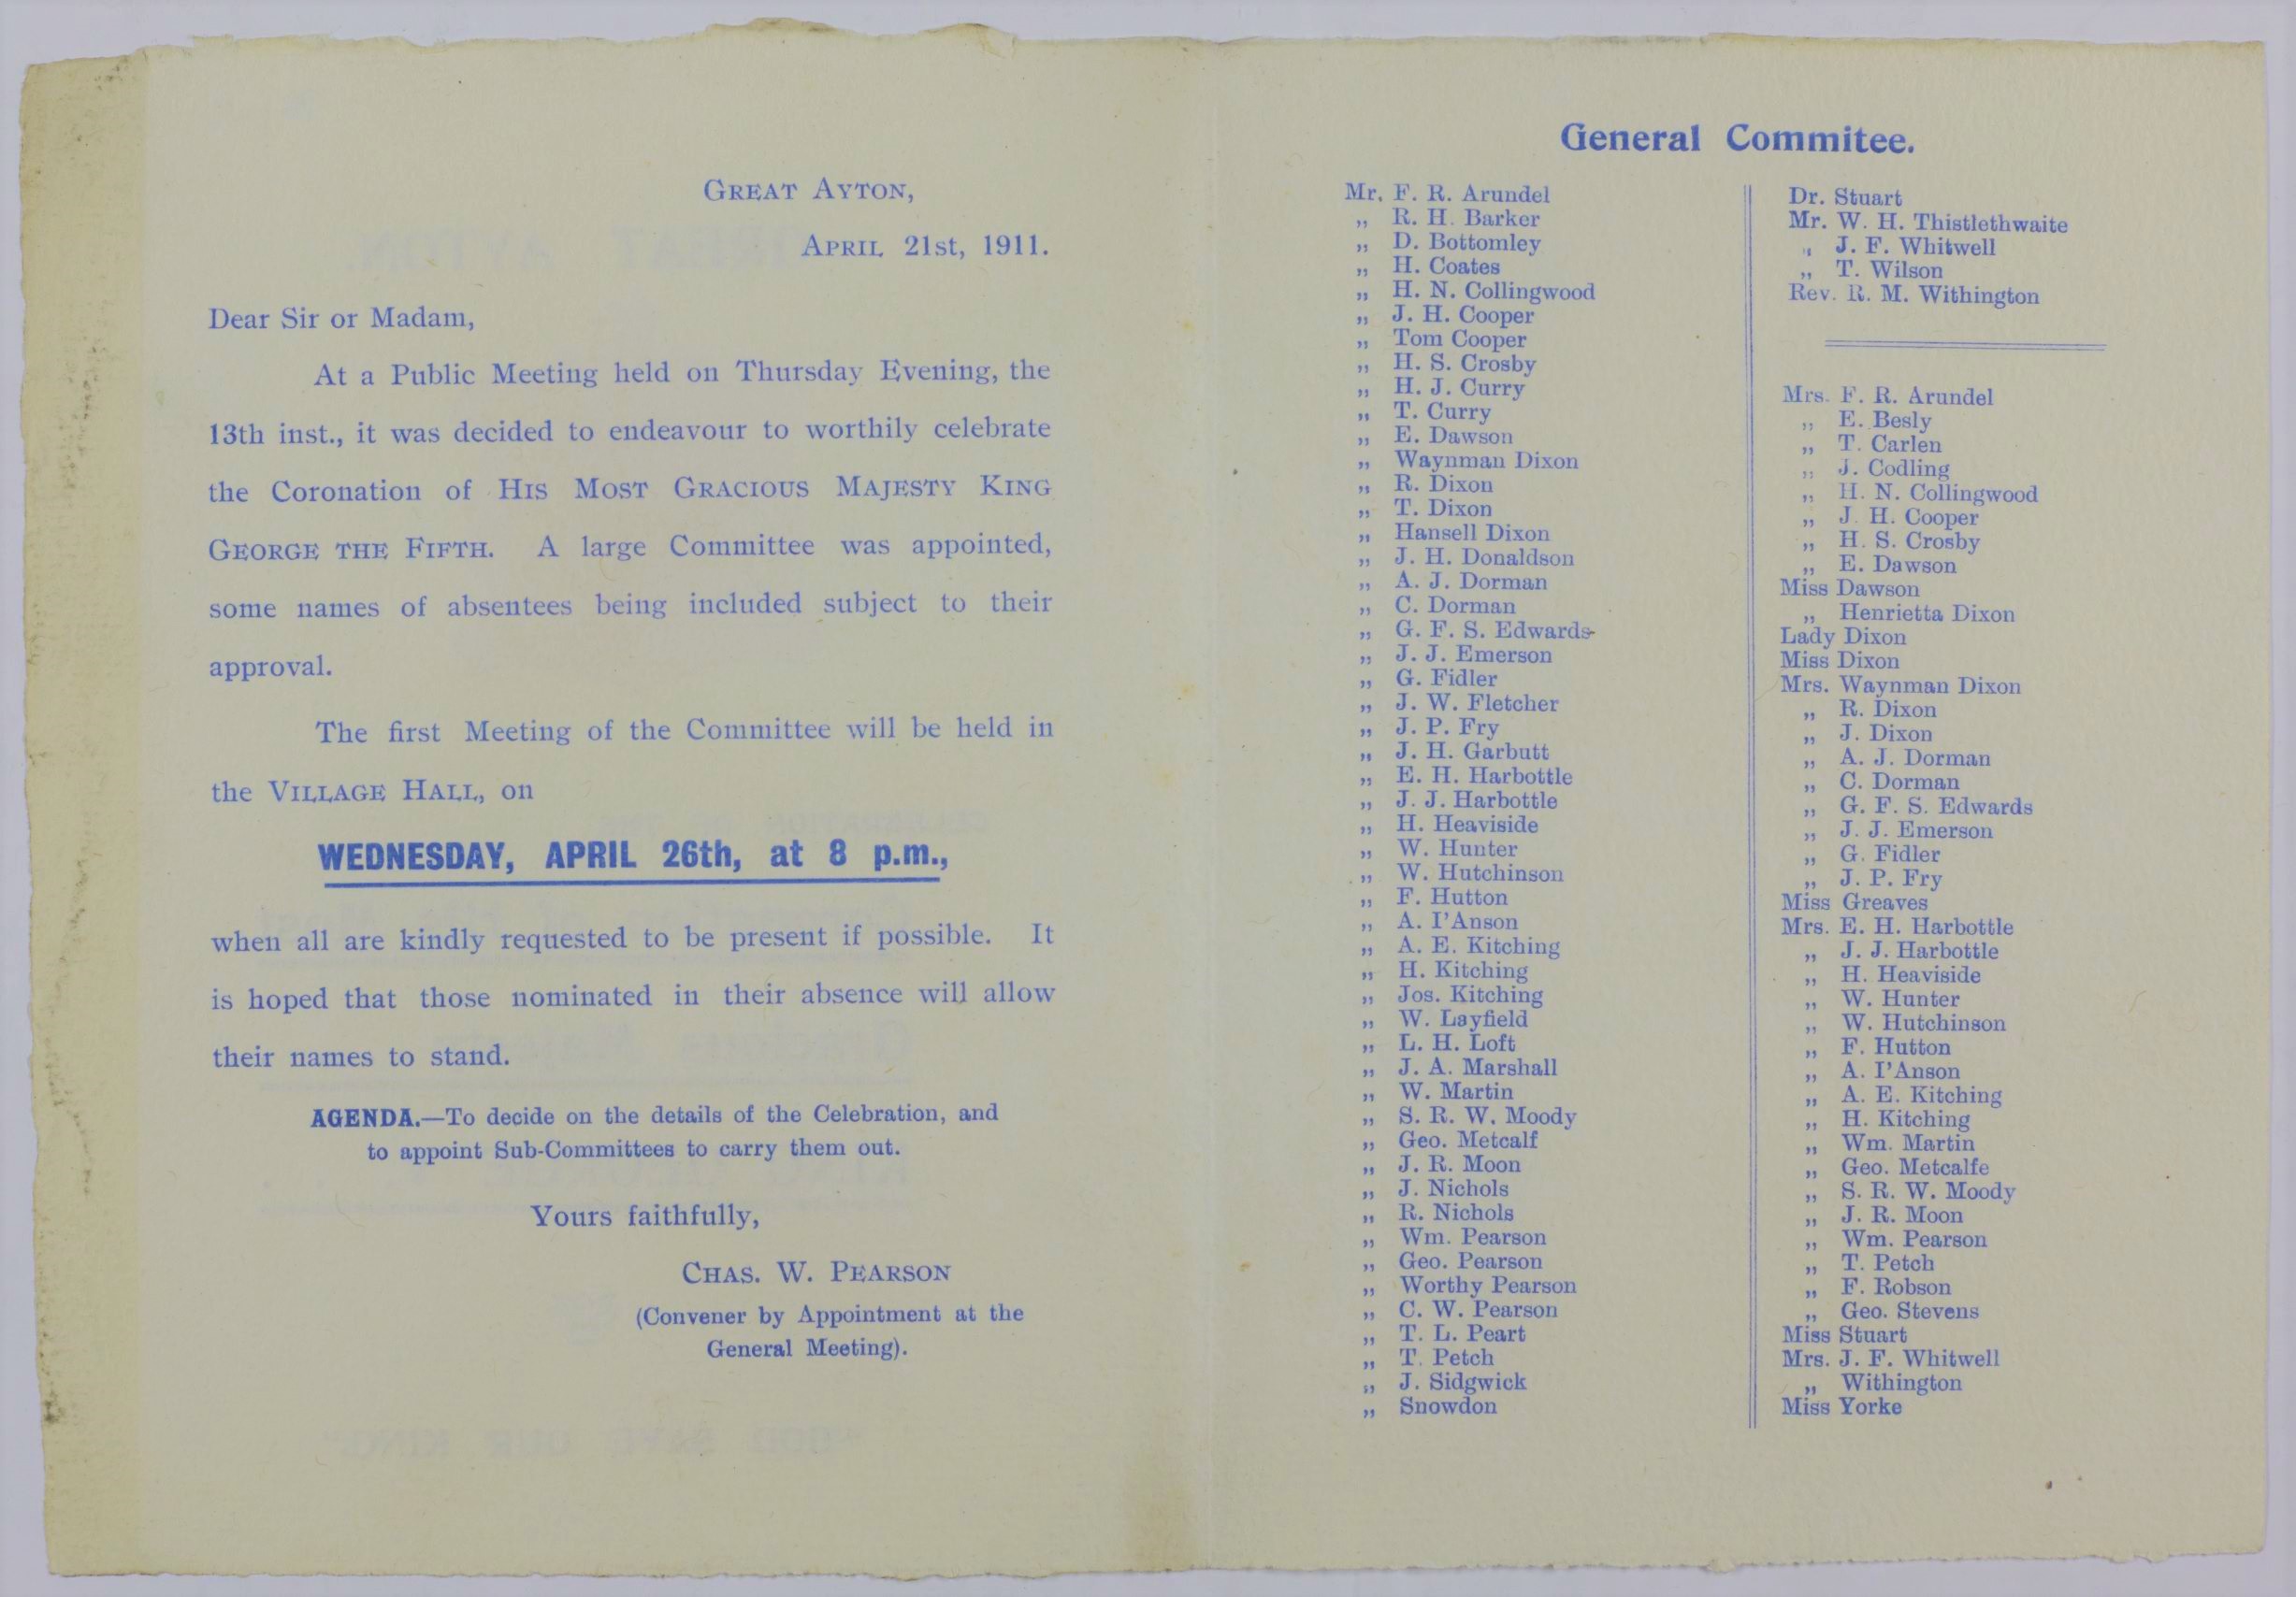 GREAT AYTON,
APRIL 21st, 1911.
Dear Sir or Madam,
At a Public Meeting held on Thursday Evening, the
13th inst., it was decided to endeavour to worthily celebrate
the Coronation of HIS MOST GRACIOUS MAJESTY KING
GEORGE THE FIFTH. A large Committee was appointed,
some names of absentees being included subject to their
approval.
The first Meeting of the Committee will be held in
the VILLAGE HALL, on
WEDNESDAY, APRIL 26th, at 8 p.m.,
when all are kindly requested to be present if possible. It
is hoped that those nominated in their absence will allow
their names to stand.
AGENDA.—To decide on the details of the Celebration, and
to appoint Sub-Committees to carry them out.
Yours faithfully,
CHAS. W. PEARSON
(Convener by Appointment at the
General Meeting).
General Commitee.
Mr. F. R. Arundel
„ R. H. Barker
„ D. Bottomley
„ H. Coates
„ H. N. Collingwood
„ J. H. Cooper
„ Tom Cooper
„ H. S. Crosby
„ H. J. Curry
„ T. Curry
„ E. Dawson
„ Waynman Dixon
„ R. Dixon
„ T. Dixon
„ Hansell Dixon
„ J. H. Donaldson
„ A. J. Dorman
„ C. Dorman
„ G. F. S. Edwards
„ J. J. Emerson
„ G. Fidler
„ J. W. Fletcher
„ J. P. Fry
„ J. H. Garbutt
„ E. H. Harbottle
„ J. J. Harbottle
„ H. Heaviside
„ W. Hunter
„ W. Hutchinson
„ F. Hutton
„ A. I'Anson
„ A. E. Kitching
„ H. Kitching
„ Jos. Kitching
„ W. Layfield
„ L. H. Loft
„ J. A. Marshall
„ W. Martin
„ S. R. W. Moody
„ Geo. Metcalf
„ J. R. Moon
„ J. Nichols
„ R. Nichols
„ Wm. Pearson
„ Geo. Pearson
„ Worthy Pearson
„ C. W. Pearson
„ T. L. Peart
„ T. Petch
„ J. Sidgwick
„ Snowdon
Dr. Stuart
Mr. W. H. Thistlethwaite
„ J. F. Whitwell
„ T. Wilson
Rev. R. M. Withington
Mrs. F. R. Arundel
„ E. Besly
„ T. Carlen
„ J. Codling
„ H. N. Collingwood
„ J. H. Cooper
„ H. S. Crosby
„ E. Dawson
Miss Dawson
„ Henrietta Dixon
Lady Dixon
Miss Dixon
Mrs. Waynman Dixon
„ R. Dixon
„ J. Dixon
„ A. J. Dorman
„ C. Dorman
„ G. F. S. Edwards
„ J. J. Emerson
„ G. Fidler
„ J. P. Fry
Miss Greaves
Mrs. E. H. Harbottle
„ J. J. Harbottle
„ H. Heaviside
„ W. Hunter
„ W. Hutchinson
„ F. Hutton
„ A. I'Anson
„ A. E. Kitching
„ H. Kitching
„ Wm. Martin
„ Geo. Metcalfe
„ S. R. W. Moody
„ J. R. Moon
„ Wm. Pearson
„ T. Petch
„ F. Robson
„ Geo. Stevens
Miss Stuart
Mrs. J. F. Whitwell
„ Withington
Miss Yorke